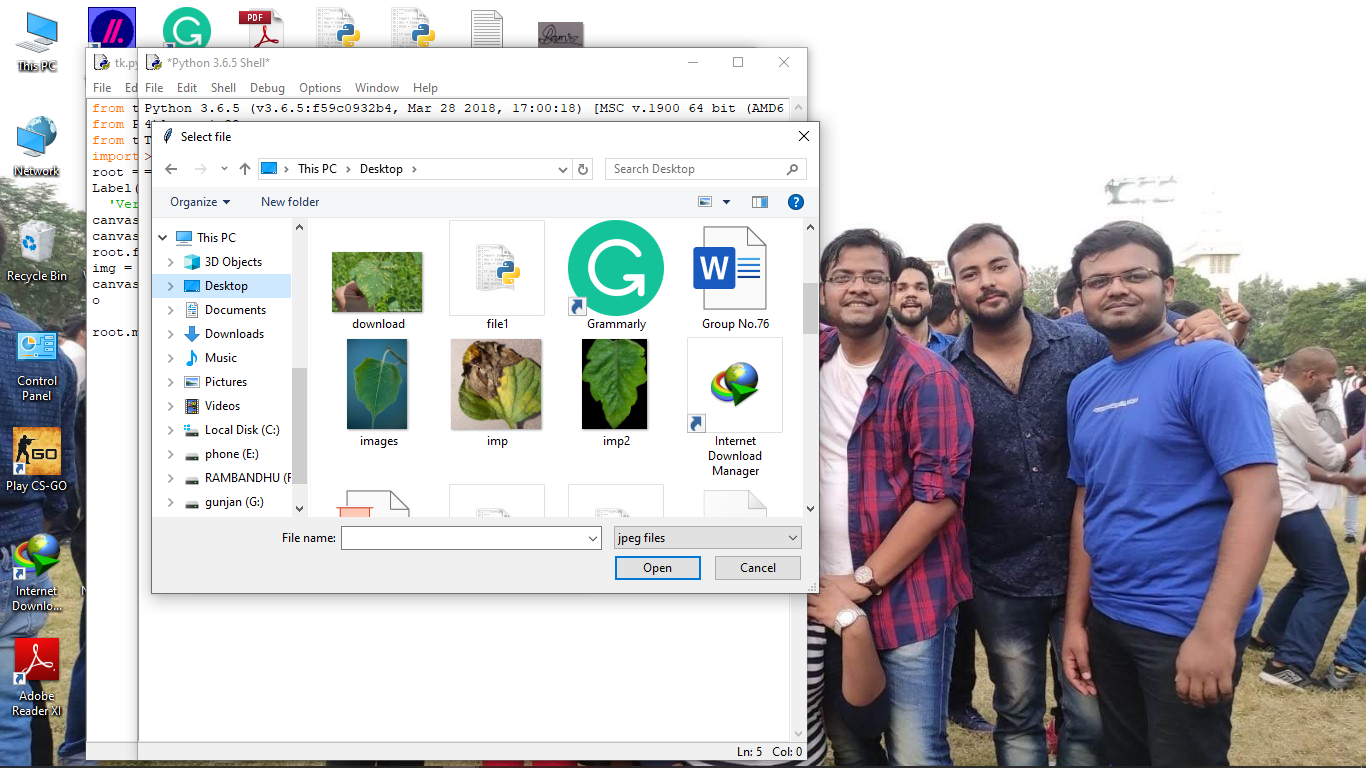 This PC
Network
Recycle Bin
Control
Panel
GO
Play CS-GO
Internet
Downlo...
Adobe
Reader XI
PDF
tk.py
File Ed
from t
from P
from t
import
root =
Label(
'Ver
canvas
canvas
root.f
img =
canvas
o
root.m
*Python 3.6.5 Shell*
File Edit Shell Debug Options Window Help
Python 3.6.5 (v3.6.5:f59c0932b4, Mar 28 2018, 17:00:18) [MSC v.1900 64 bit (AMD6
Select file
This PC Desktop
Search Desktop
Organize New folder
This PC
3D Objects
Desktop
Documents
Downloads
Music
Pictures
Videos
Local Disk (C:)
phone (E:)
RAMBANDHU (F
gunjan (G:)
download file1 Grammarly Group No.76
images imp imp2 Internet
Download
Manager
File name:
jpeg files
Open Cancel
Ln: 5 Col: 0